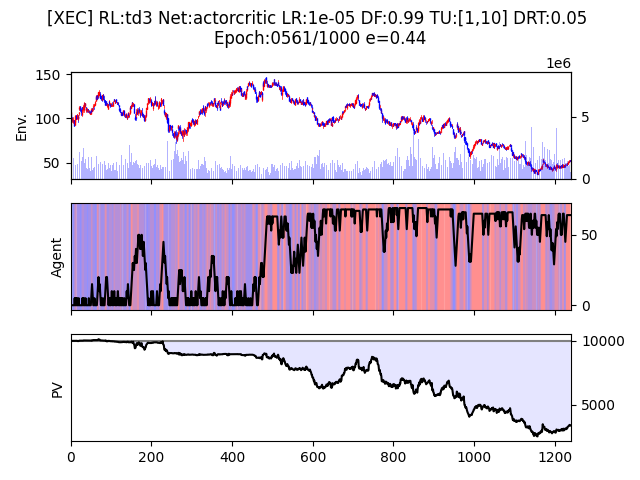 [XEC] RL:td3 Net:actorcritic LR:1e-05 DF:0.99 TU:[1,10] DRT:0.05
Epoch:0561/1000 e=0.44
1e6
150
100
50
Env.
5
0
Agent
50
0
PV
10000
5000
0 200 400 600 800 1000 1200